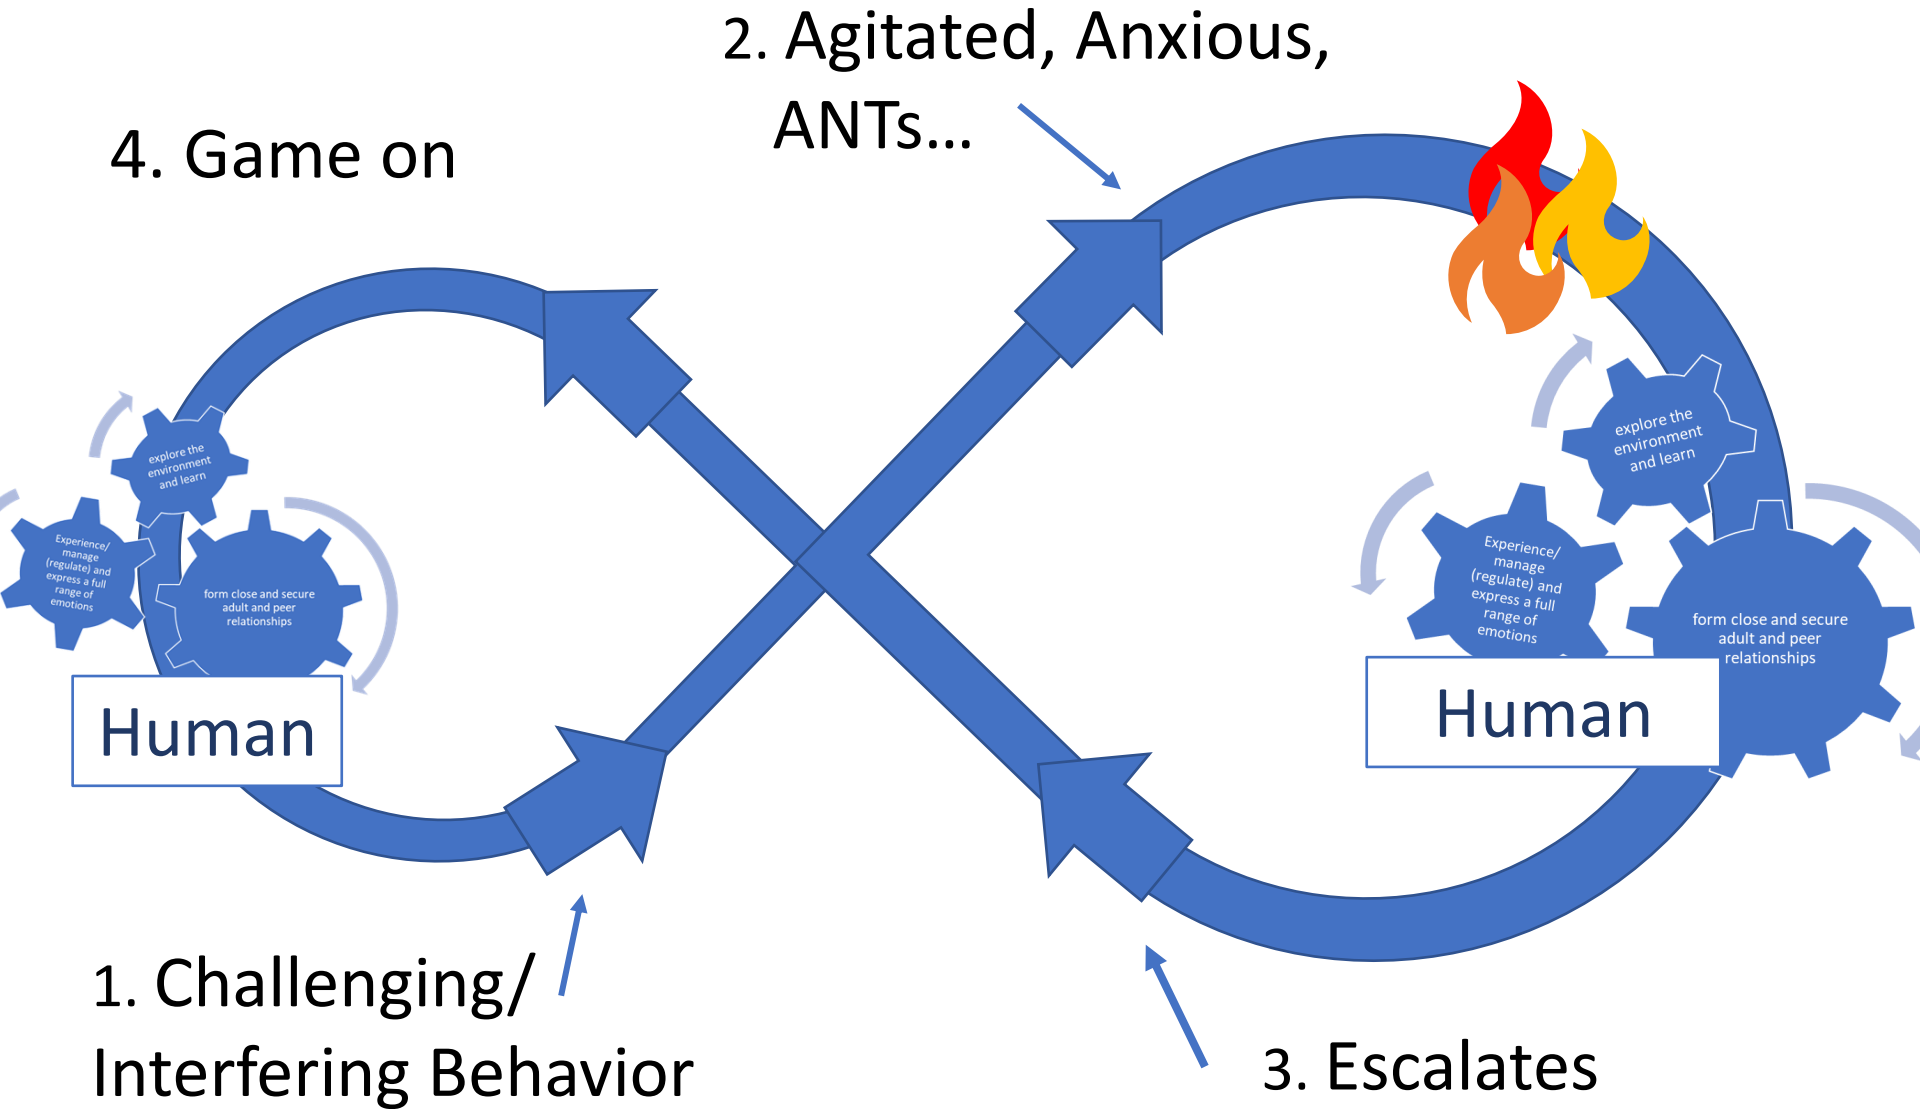 2. Agitated, Anxious,
ANTs...
4. Game on
explore the
environment
and learn
Experience/
manage
(regulate) and
express a full
range of
emotions
form close and secure
adult and peer
relationships
Human
explore the
environment
and learn
Experience/
manage
(regulate) and
express a full
range of
emotions
form close and secure
adult and peer
relationships
Human
1. Challenging/
Interfering Behavior
3. Escalates